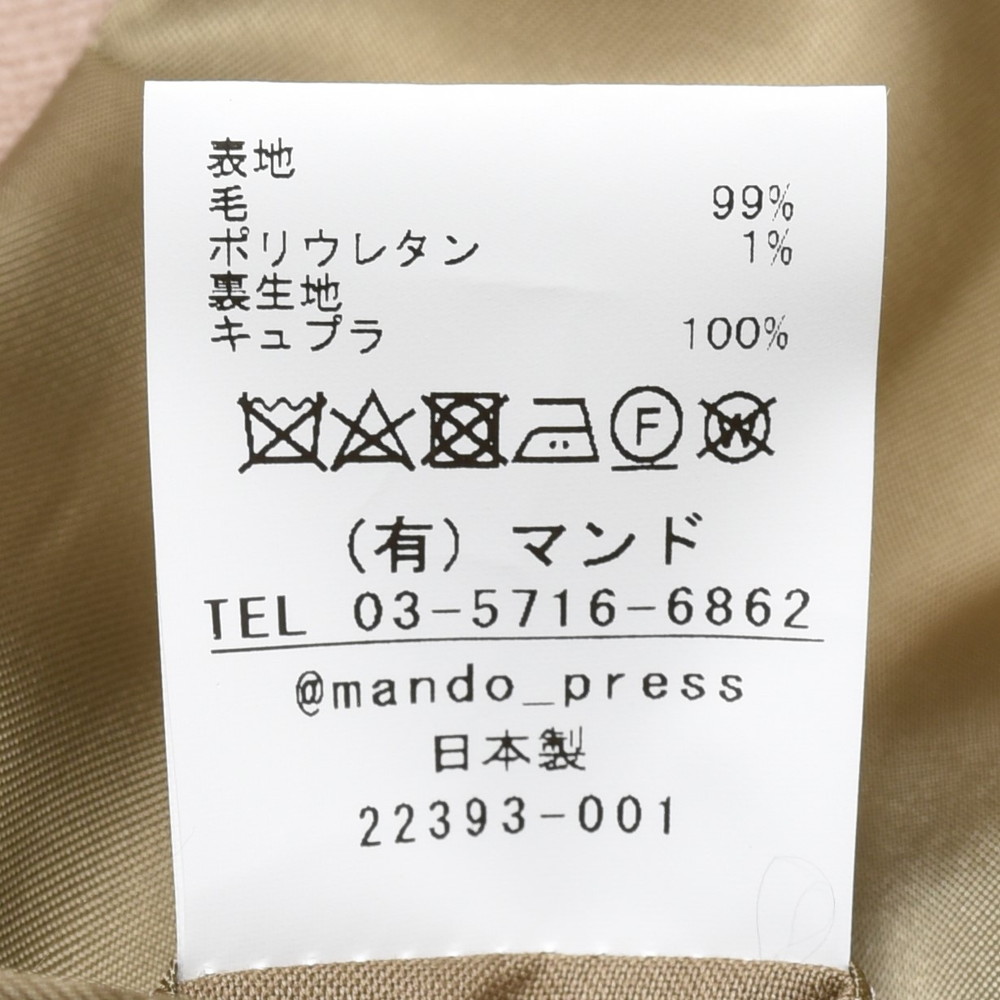 表地
毛 99%
ポリウレタン 1%
裏生地
キュプラ 100%
F W
(有) マンド
TEL 03-5716-6862
@mando_press
日本製
22393-001